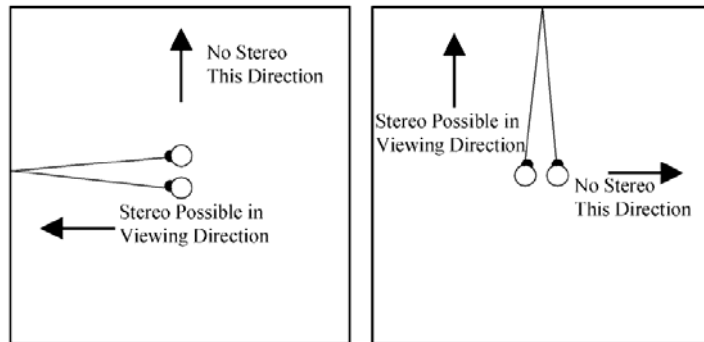 No Stereo
This Direction
Stereo Possible in
Viewing Direction
Stereo Possible in
Viewing Direction
No Stereo
This Direction